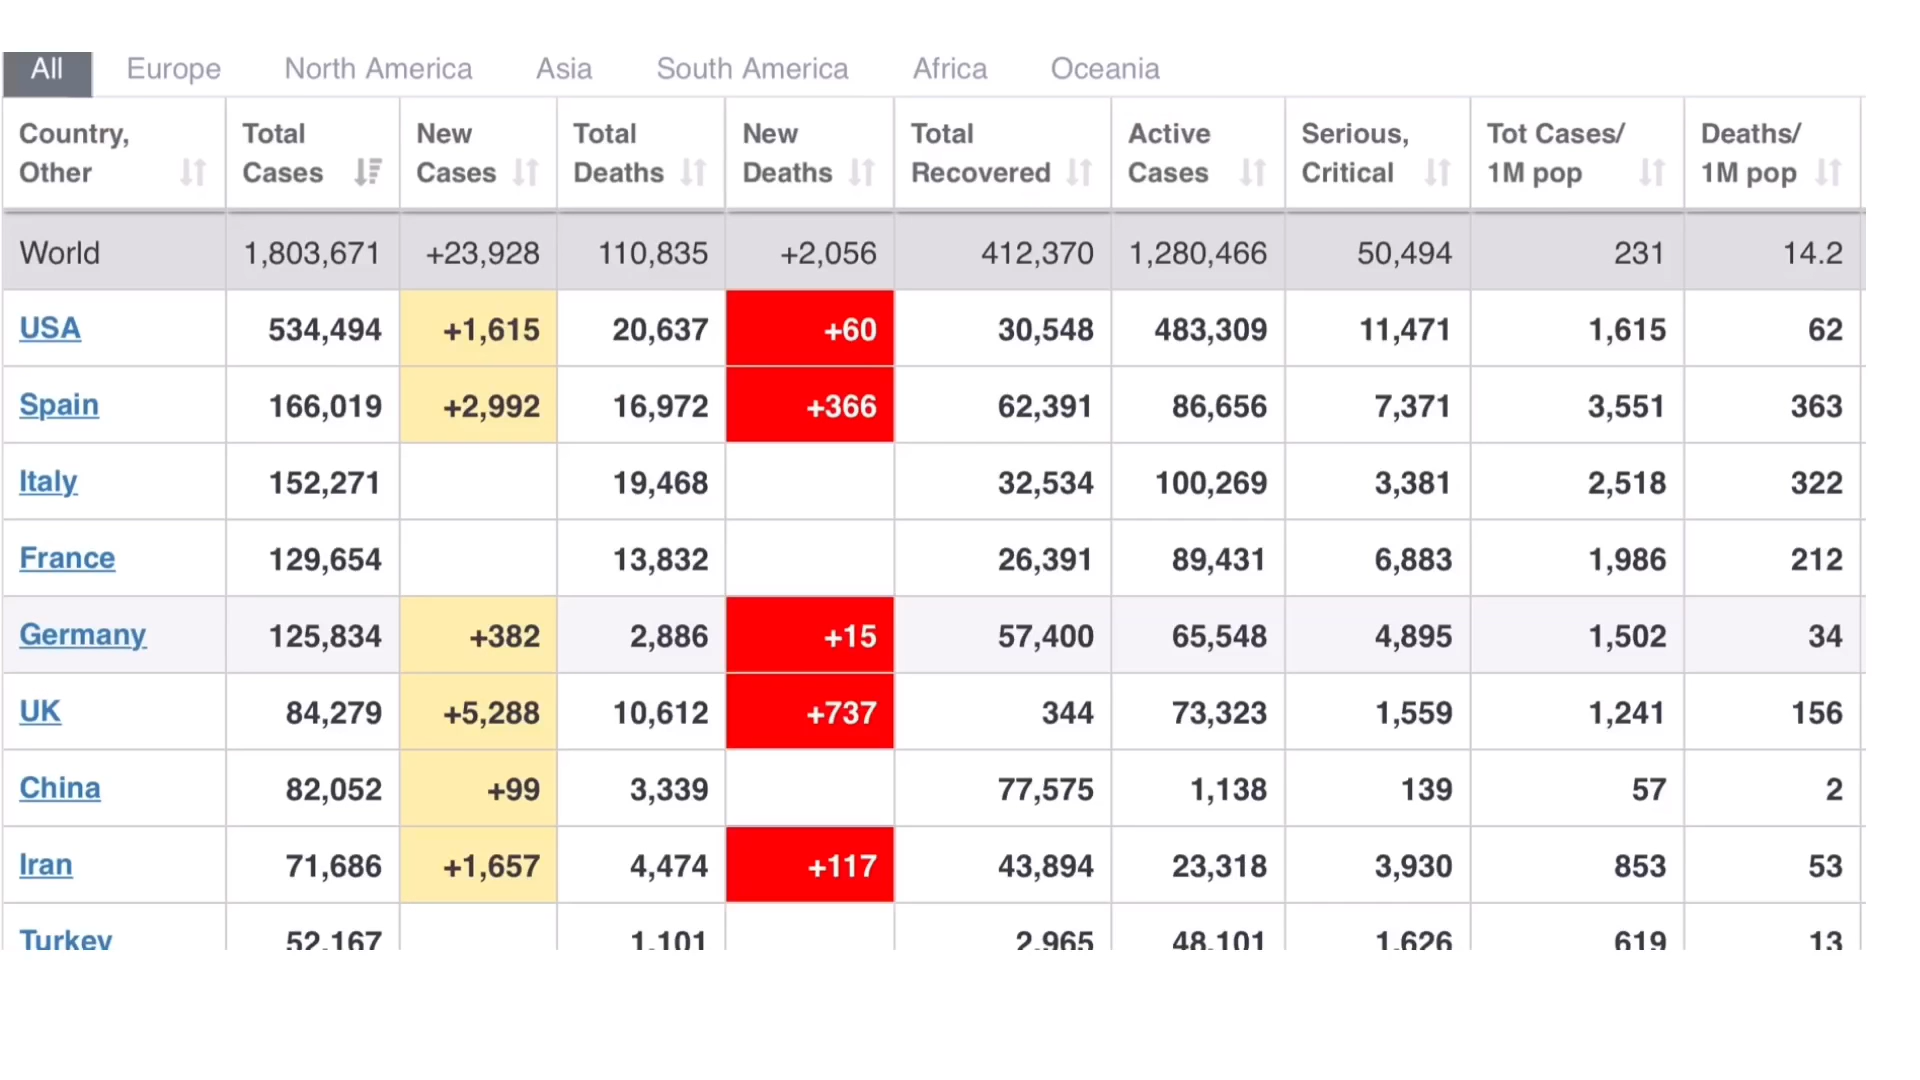 All Europe North America Asia South America Africa Oceania
Country, Other Total Cases New Cases Total Deaths New Deaths Total Recovered Active Cases Serious, Critical Tot Cases/ 1M pop Deaths/ 1M pop
World 1,803,671 +23,928 110,835 +2,056 412,370 1,280,466 50,494 231 14.2
USA 534,494 +1,615 20,637 +60 30,548 483,309 11,471 1,615 62
Spain 166,019 +2,992 16,972 +366 62,391 86,656 7,371 3,551 363
Italy 152,271 19,468 32,534 100,269 3,381 2,518 322
France 129,654 13,832 26,391 89,431 6,883 1,986 212
Germany 125,834 +382 2,886 +15 57,400 65,548 4,895 1,502 34
UK 84,279 +5,288 10,612 +737 344 73,323 1,559 1,241 156
China 82,052 +99 3,339 77,575 1,138 139 57 2
Iran 71,686 +1,657 4,474 +117 43,894 23,318 3,930 853 53
Turkey 52,167 1,101 2,965 48,101 1,626 619 13